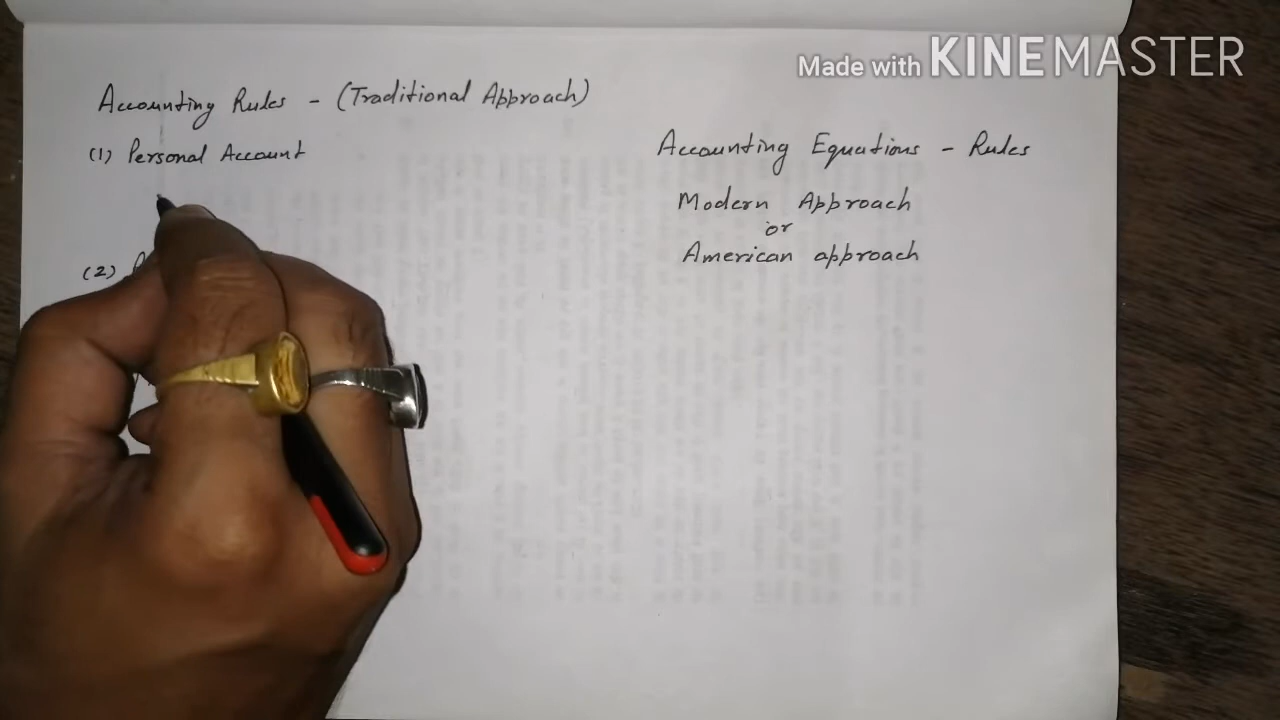 Made with KINEMASTER
Accounting Rules - (Traditional Approach)
(1) Personal Account
(2)
Accounting Equations - Rules
Modern Approach
or
American approach